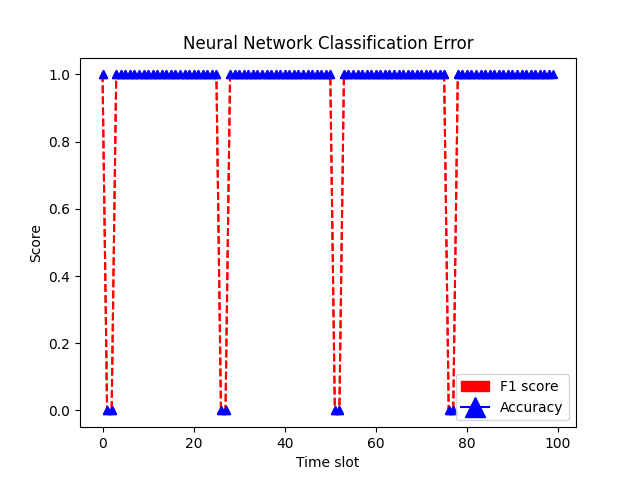 Neural Network Classification Error
1.0
0.8
0.6
0.4
0.2
0.0
Score
F1 score
Accuracy
0 20 40 60 80 100
Time slot